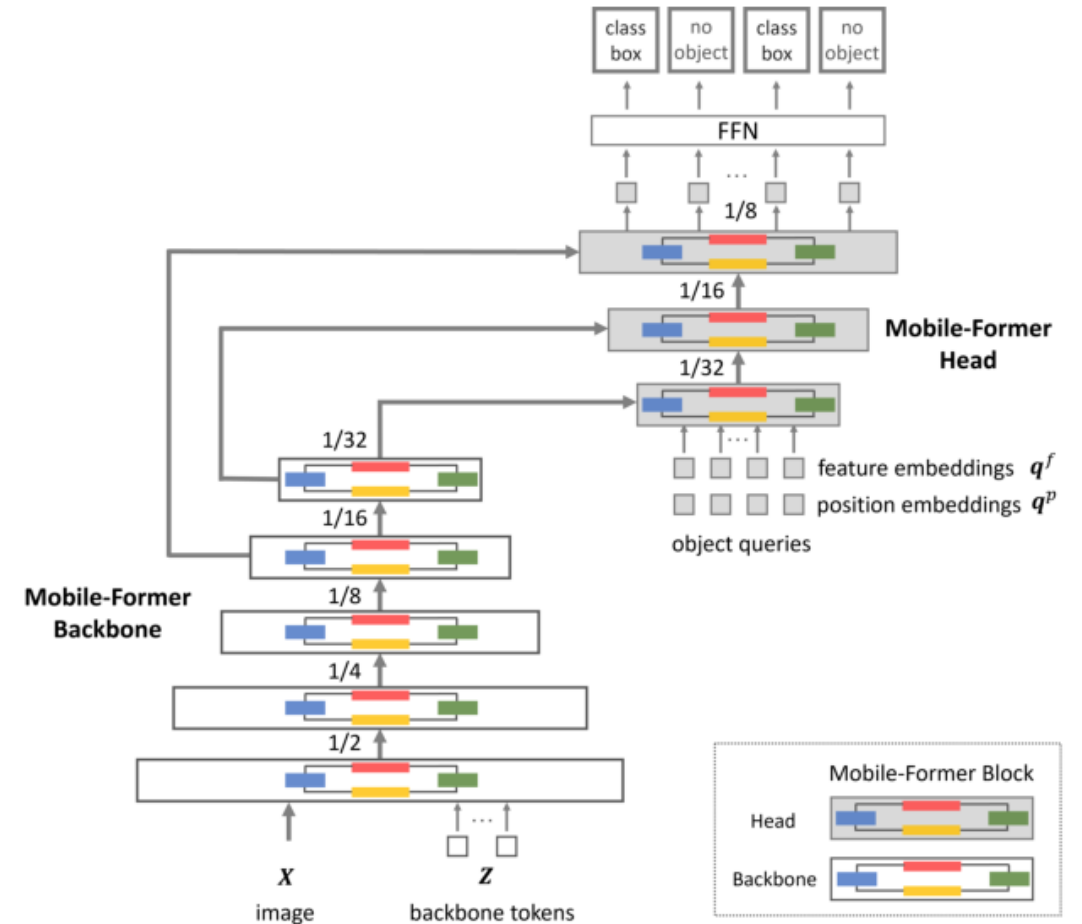 class box
no object
class box
no object
FFN
...
1/8
1/16
Mobile-Former
Head
1/32
...
feature embeddings q^f
position embeddings q^p
object queries
1/32
1/16
Mobile-Former
Backbone
1/8
1/4
1/2
...
X
Z
image
backbone tokens
Mobile-Former Block
Head
Backbone